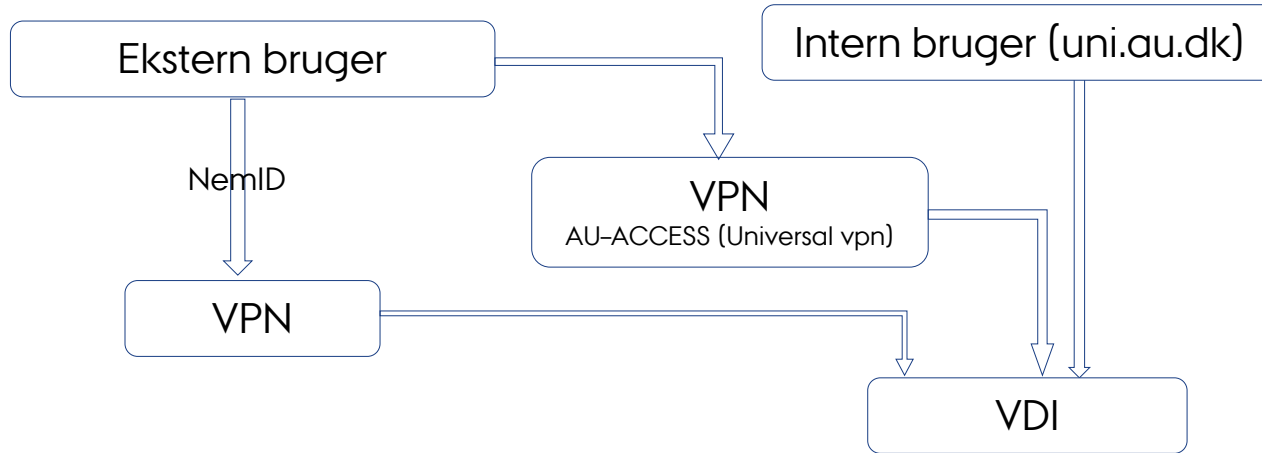 Ekstern bruger
Intern bruger (uni.au.dk)
NemID
VPN
AU-ACCESS (Universal vpn)
VPN
VDI